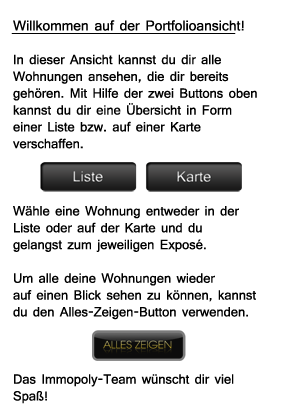 Willkommen auf der Portfolioansicht!
In dieser Ansicht kannst du dir alle
Wohnungen ansehen, die dir bereits
gehören. Mit Hilfe der zwei Buttons oben
kannst du dir eine Übersicht in Form
einer Liste bzw. auf einer Karte
verschaffen.
Liste Karte
Wähle eine Wohnung entweder in der
Liste oder auf der Karte und du
gelangst zum jeweiligen Exposé.
Um alle deine Wohnungen wieder
auf einen Blick sehen zu können, kannst
du den Alles-Zeigen-Button verwenden.
ALLES ZEIGEN
Das Immopoly-Team wünscht dir viel
Spaß!